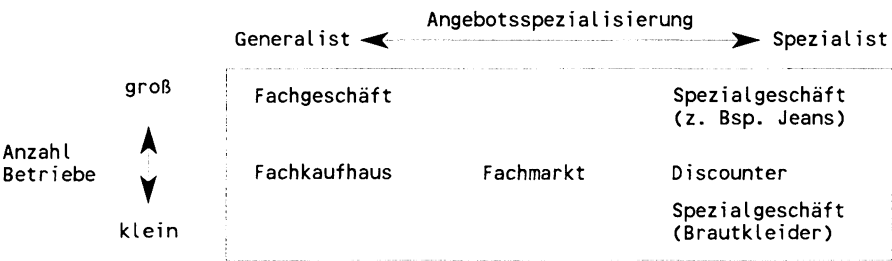 Angebotsspezialisierung
Generalist Spezialist
groß Fachgeschäft Spezialgeschäft
(z. Bsp. Jeans)
Anzahl
Betriebe Fachkaufhaus Fachmarkt Discounter
Spezialgeschäft
klein (Brautkleider)